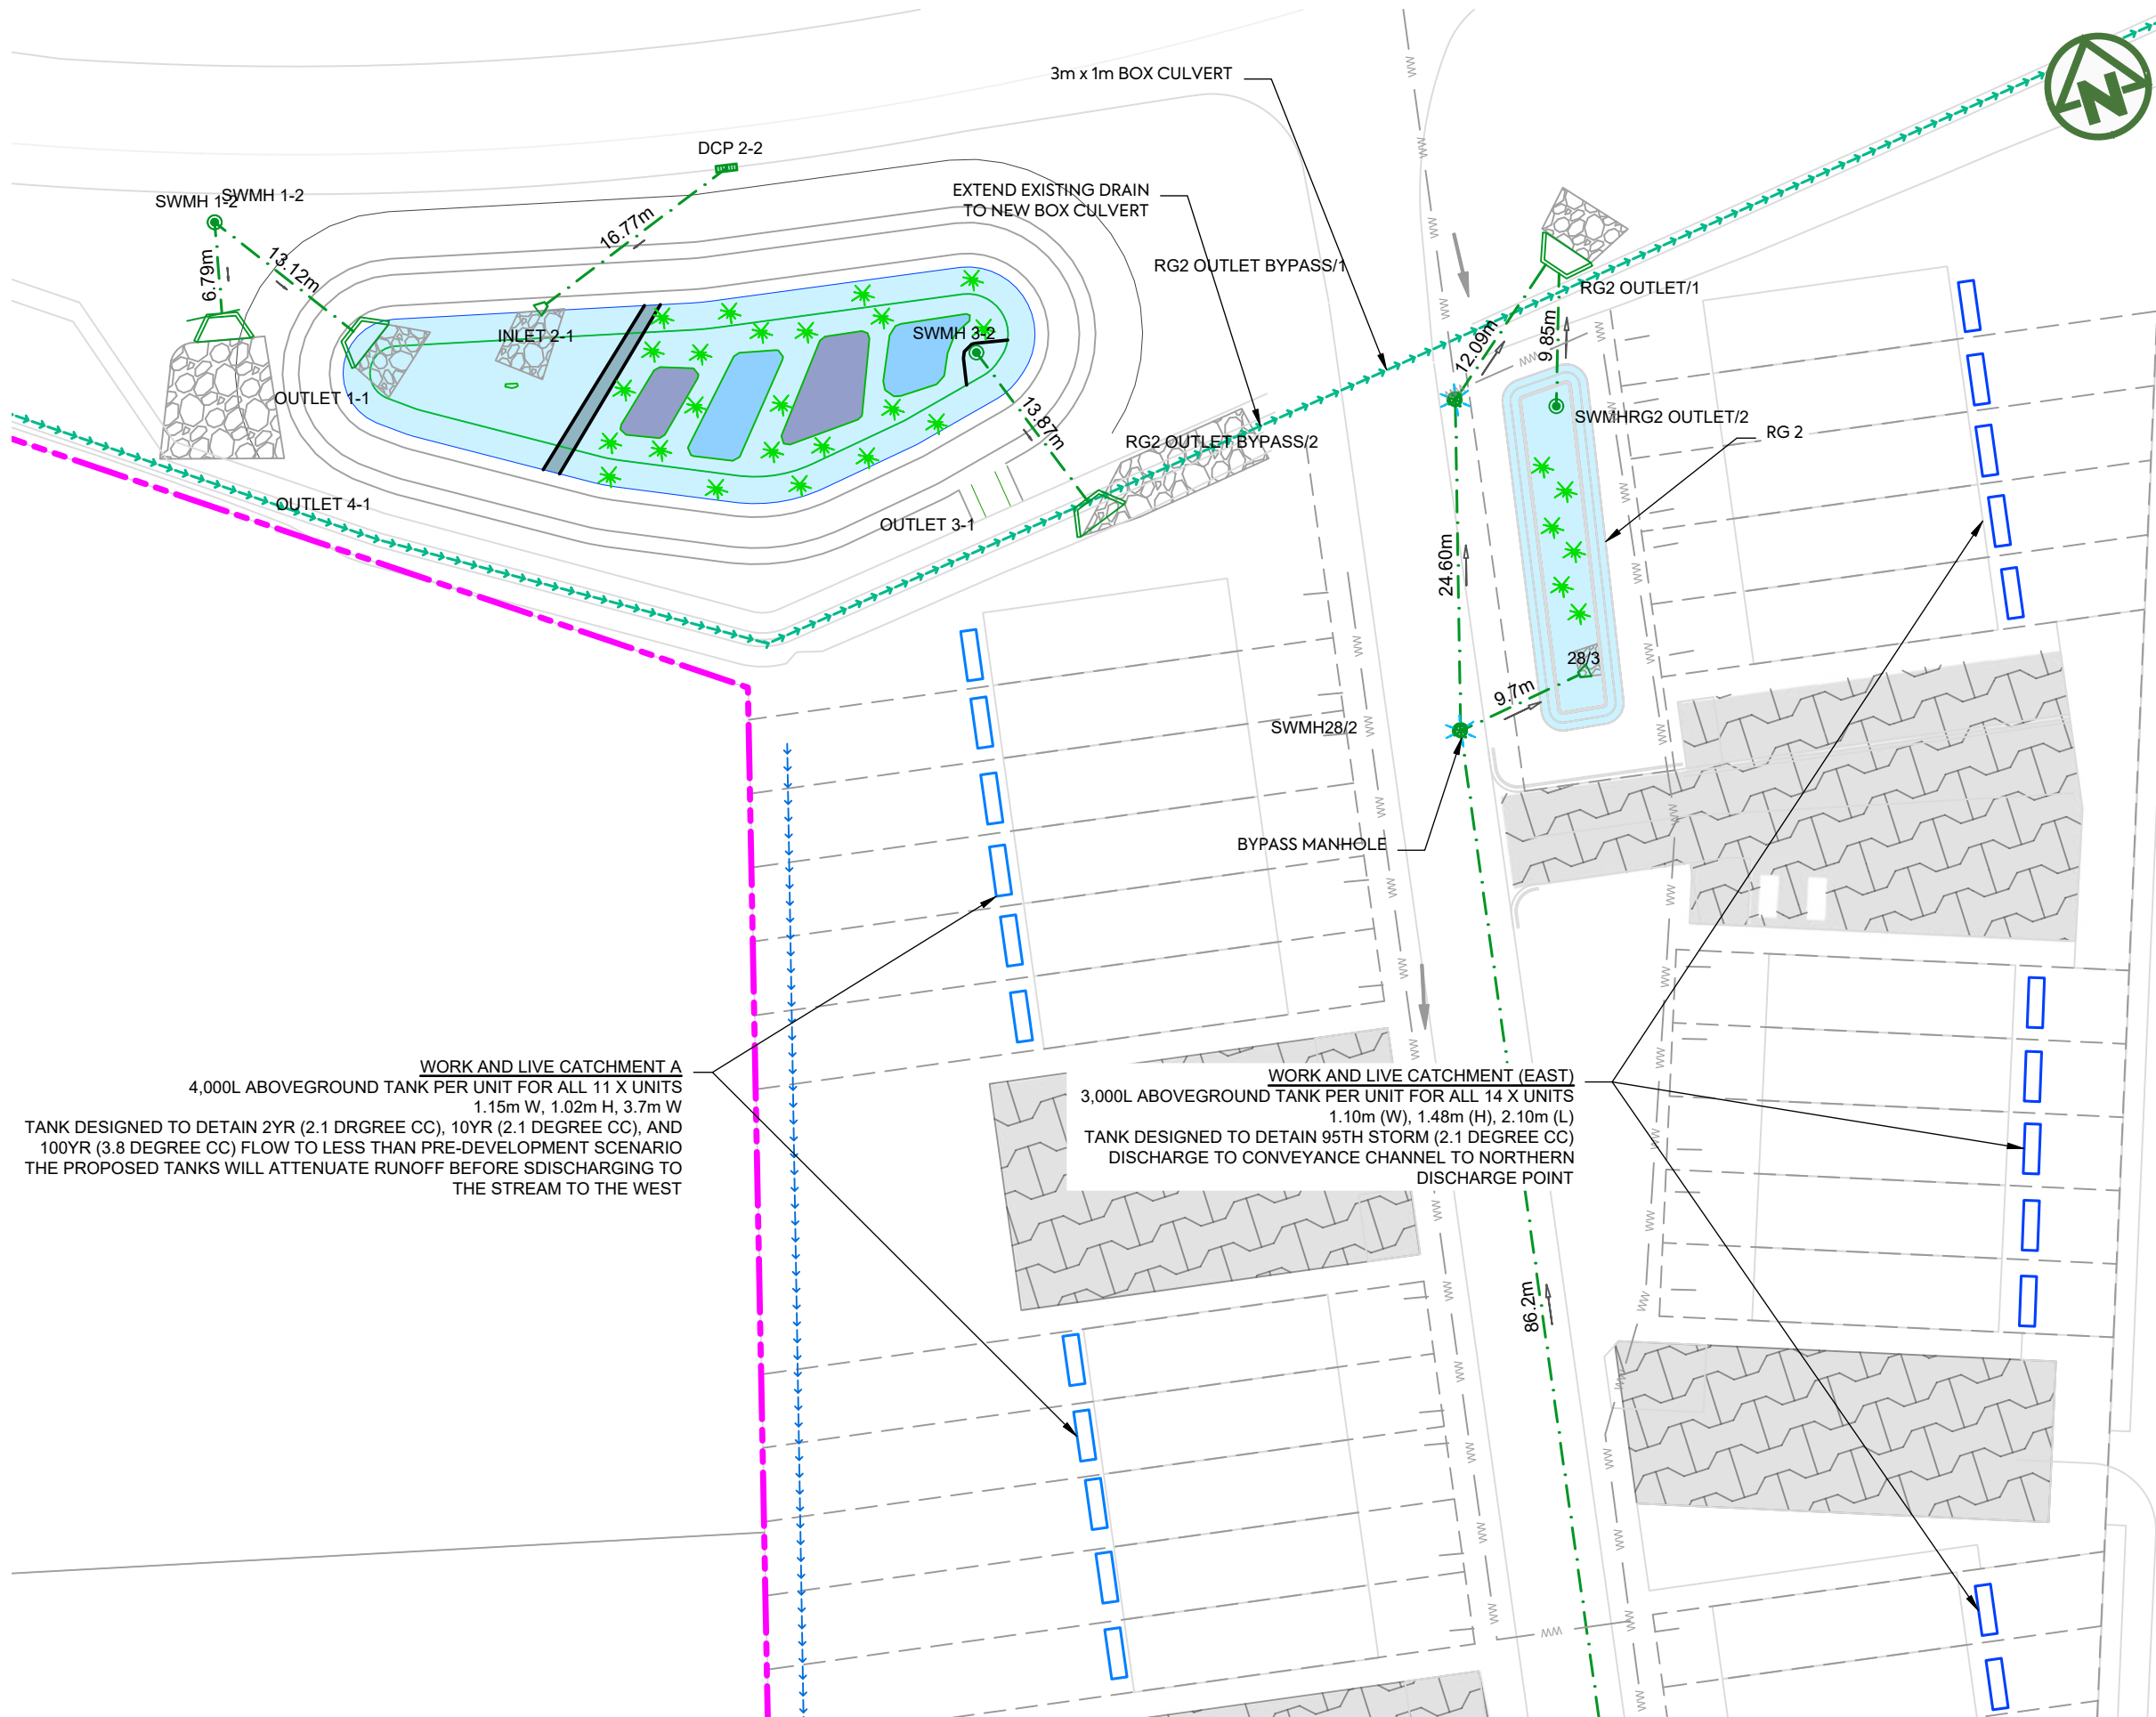 3m x 1m BOX CULVERT
N
DCP 2-2
SWMH 1-2
SWMH 1-2
EXTEND EXISTING DRAIN
TO NEW BOX CULVERT
16.77m
6.79m
13.12m
RG2 OUTLET BYPASS/1
RG2 OUTLET/1
INLET 2-1
SWMH 3-2
12.09m
9.85m
OUTLET 1-1
13.87m
SWMHRG2 OUTLET/2
RG 2
RG2 OUTLET BYPASS/2
OUTLET 4-1
OUTLET 3-1
24.60m
28/3
9.7m
SWMH28/2
BYPASS MANHOLE
WORK AND LIVE CATCHMENT A
4,000L ABOVEGROUND TANK PER UNIT FOR ALL 11 X UNITS
1.15m W, 1.02m H, 3.7m W
TANK DESIGNED TO DETAIN 2YR (2.1 DRGREE CC), 10YR (2.1 DEGREE CC), AND
100YR (3.8 DEGREE CC) FLOW TO LESS THAN PRE-DEVELOPMENT SCENARIO
THE PROPOSED TANKS WILL ATTENUATE RUNOFF BEFORE SDISCHARGING TO
THE STREAM TO THE WEST
WORK AND LIVE CATCHMENT (EAST)
3,000L ABOVEGROUND TANK PER UNIT FOR ALL 14 X UNITS
1.10m (W), 1.48m (H), 2.10m (L)
TANK DESIGNED TO DETAIN 95TH STORM (2.1 DEGREE CC)
DISCHARGE TO CONVEYANCE CHANNEL TO NORTHERN
DISCHARGE POINT
86.2m